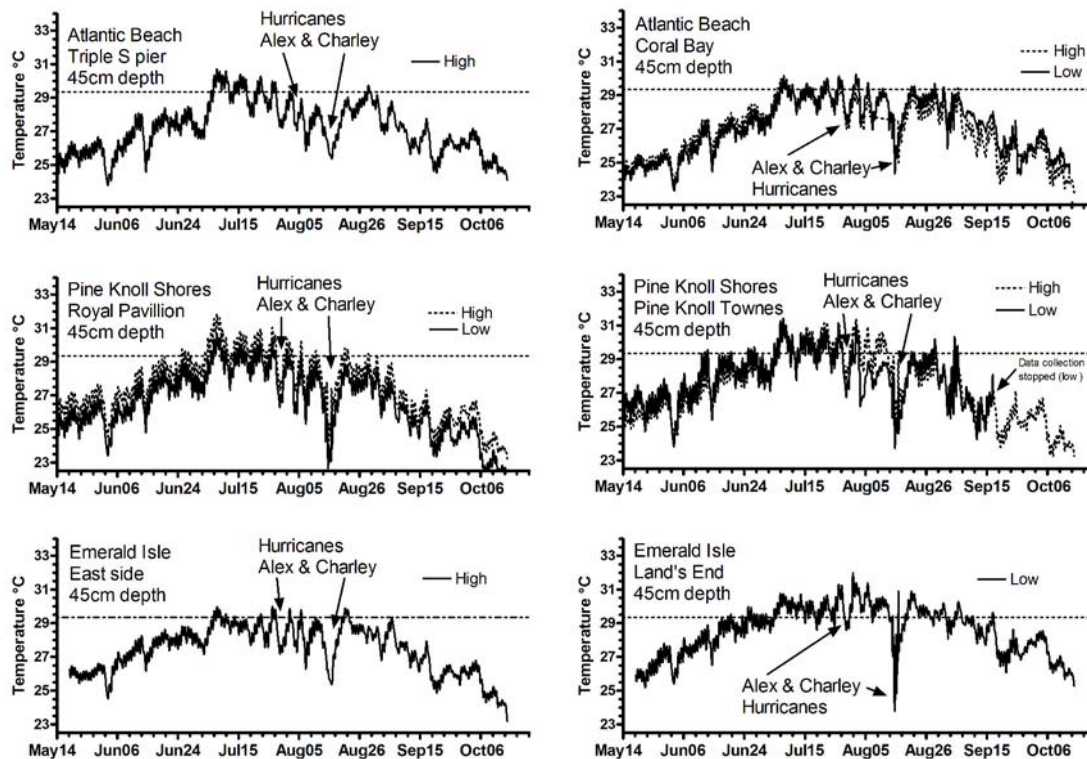 Atlantic Beach
Triple S pier
45cm depth
Hurricanes
Alex & Charley
High
Temperature °C
33
31
29
27
25
23
May14 Jun06 Jun24 Jul15 Aug05 Aug26 Sep15 Oct06
Atlantic Beach
Coral Bay
45cm depth
High
Low
Alex & Charley
Hurricanes
Temperature °C
33
31
29
27
25
23
May14 Jun06 Jun24 Jul15 Aug05 Aug26 Sep15 Oct06
Pine Knoll Shores
Royal Pavillion
45cm depth
Hurricanes
Alex & Charley
High
Low
Temperature °C
33
31
29
27
25
23
May14 Jun06 Jun24 Jul15 Aug05 Aug26 Sep15 Oct06
Pine Knoll Shores
Pine Knoll Townes
45cm depth
Hurricanes
Alex & Charley
High
Low
Data collection
stopped (low )
Temperature °C
33
31
29
27
25
23
May14 Jun06 Jun24 Jul15 Aug05 Aug26 Sep15 Oct06
Emerald Isle
East side
45cm depth
Hurricanes
Alex & Charley
High
Temperature °C
33
31
29
27
25
23
May14 Jun06 Jun24 Jul15 Aug05 Aug26 Sep15 Oct06
Emerald Isle
Land's End
45cm depth
Low
Alex & Charley
Hurricanes
Temperature °C
33
31
29
27
25
23
May14 Jun06 Jun24 Jul15 Aug05 Aug26 Sep15 Oct06